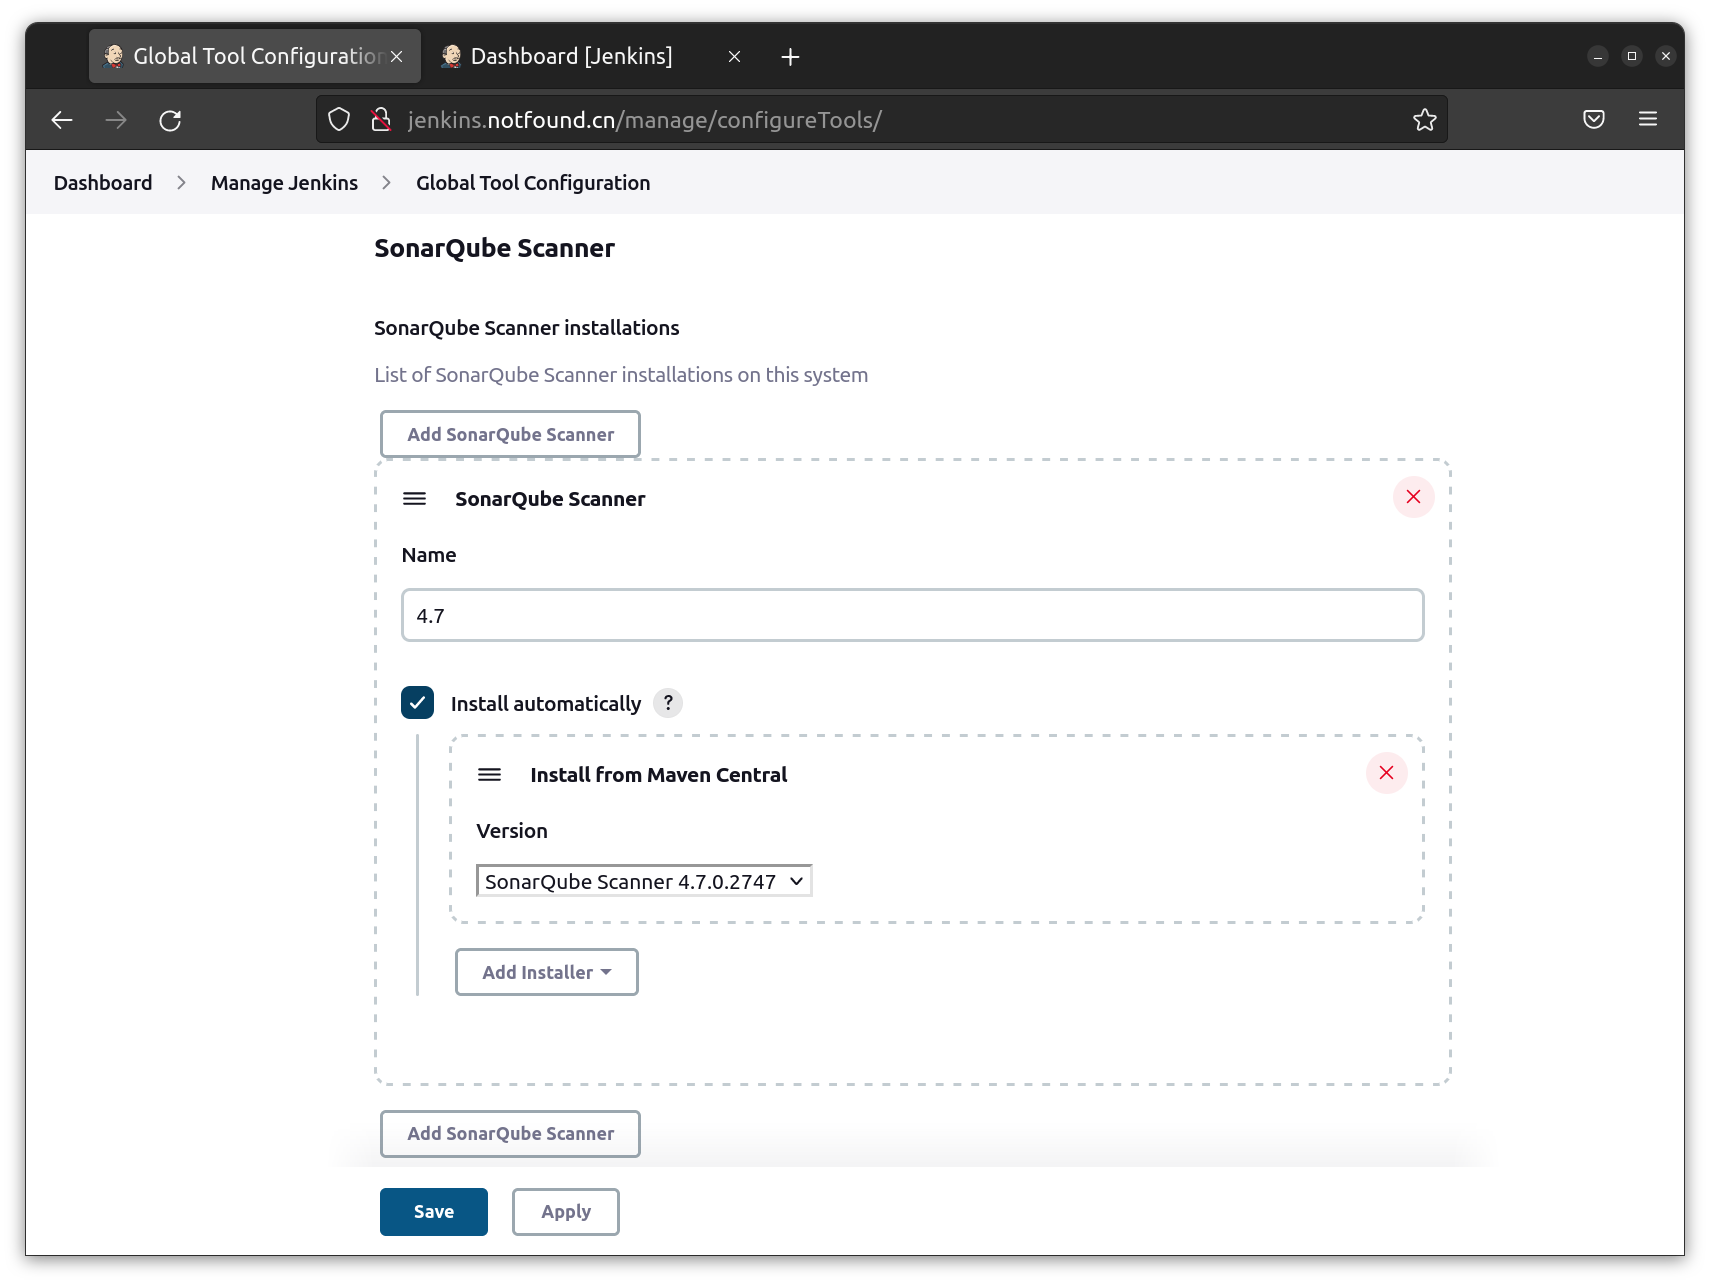 Global Tool Configuration
Dashboard [Jenkins]
jenkins.notfound.cn/manage/configureTools/
Dashboard > Manage Jenkins > Global Tool Configuration
SonarQube Scanner
SonarQube Scanner installations
List of SonarQube Scanner installations on this system
Add SonarQube Scanner
SonarQube Scanner
Name
4.7
Install automatically ?
Install from Maven Central
Version
SonarQube Scanner 4.7.0.2747
Add Installer
Add SonarQube Scanner
Save Apply